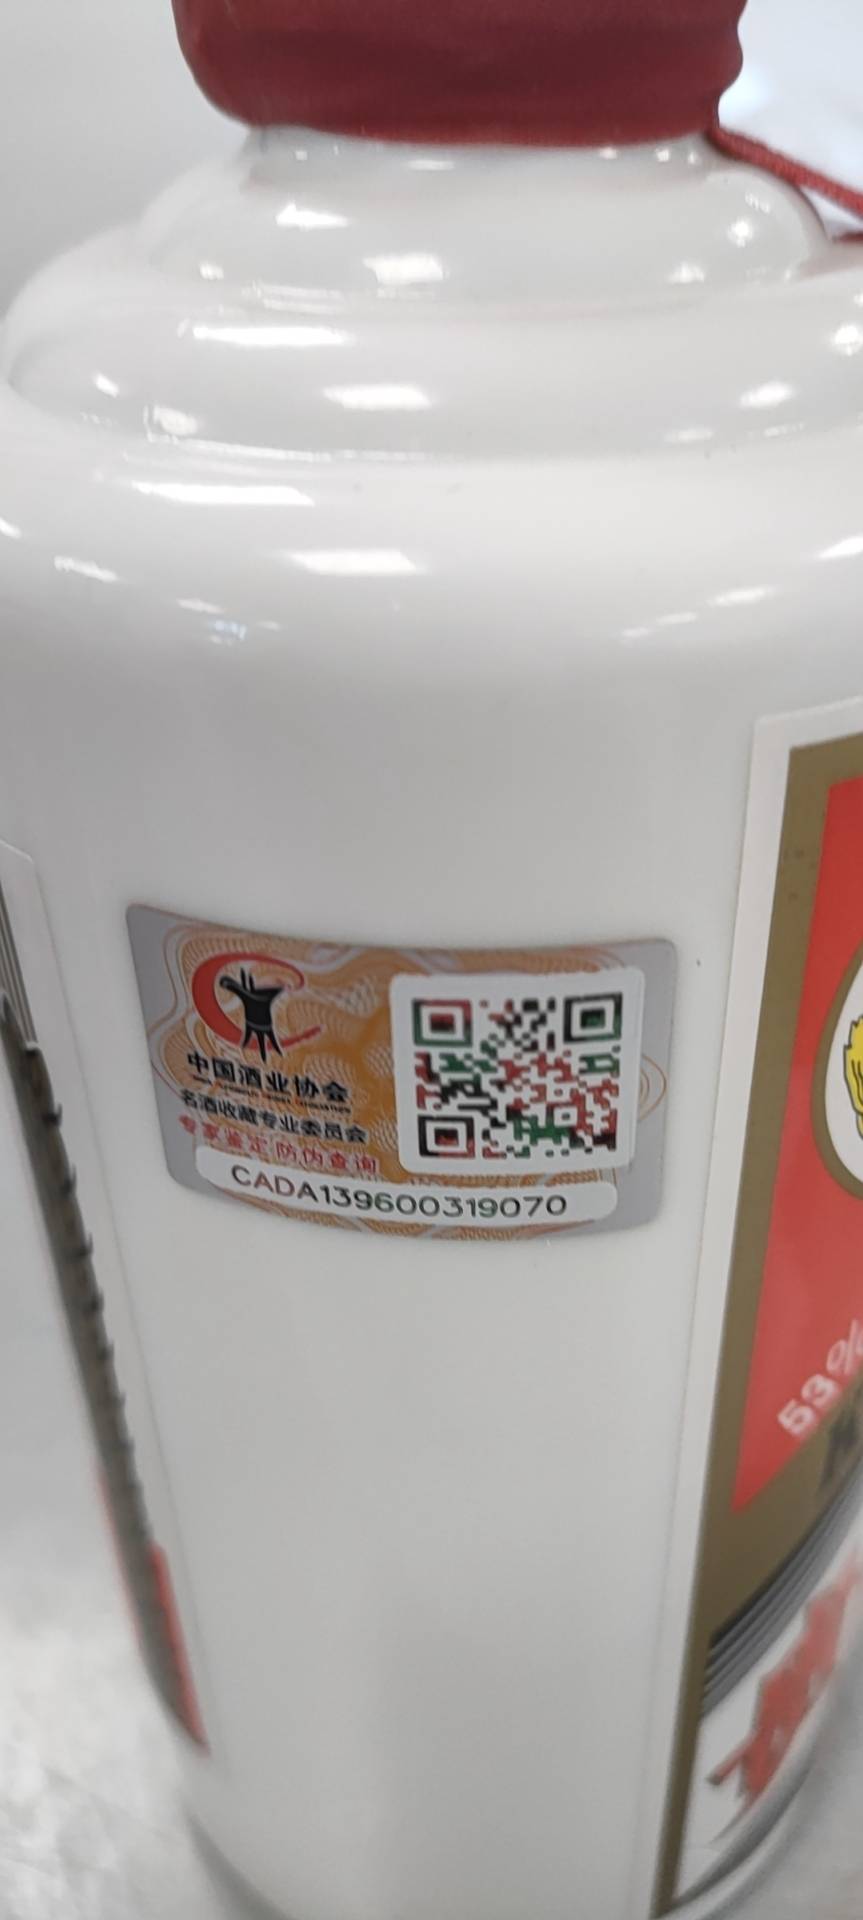 中国酒业协会
名酒收藏专业委员会
专家鉴定 防伪查询
CADA139600319070
53%